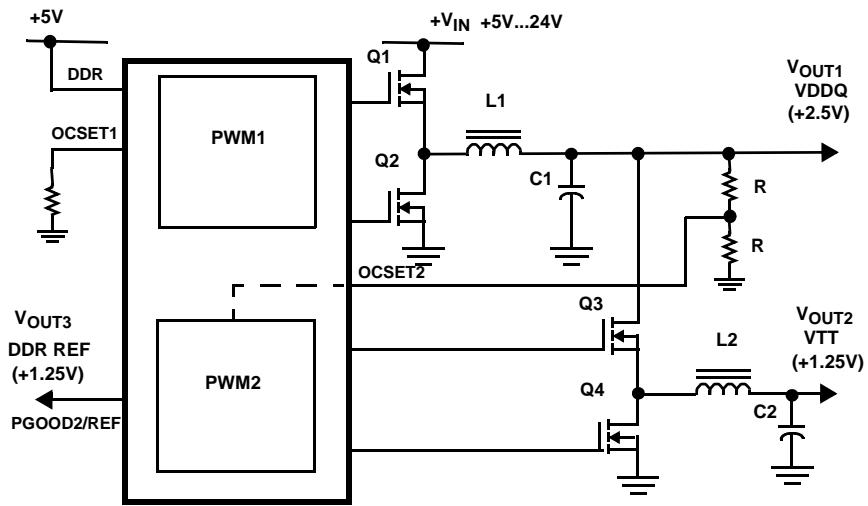 +5V
+VIN +5V...24V
DDR
Q1
OCSET1
PWM1
L1
VOUT1
VDDQ
(+2.5V)
Q2
C1
R
R
OCSET2
Q3
VOUT3
DDR REF
(+1.25V)
PWM2
L2
VOUT2
VTT
(+1.25V)
Q4
C2
PGOOD2/REF